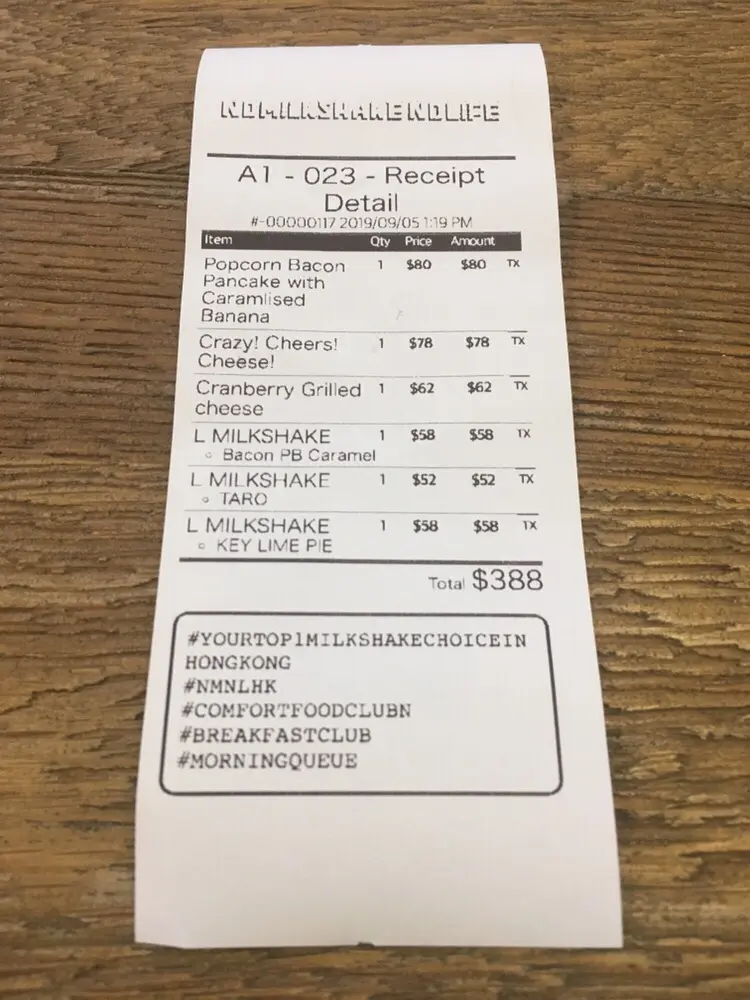 NOMILKSHAKENOLIFE
A1 - 023 - Receipt
Detail
#-00000117 2019/09/05 1:19 PM
Item Qty Price Amount
Popcorn Bacon 1 $80 $80 TX
Pancake with
Caramlised
Banana
Crazy! Cheers! 1 $78 $78 TX
Cheese!
Cranberry Grilled 1 $62 $62 TX
cheese
L MILKSHAKE 1 $58 $58 TX
◦ Bacon PB Caramel
L MILKSHAKE 1 $52 $52 TX
◦ TARO
L MILKSHAKE 1 $58 $58 TX
◦ KEY LIME PIE
Total $388
#YOURTOP1MILKSHAKECHOICEIN
HONGKONG
#NMNLHK
#COMFORTFOODCLUBN
#BREAKFASTCLUB
#MORNINGQUEUE